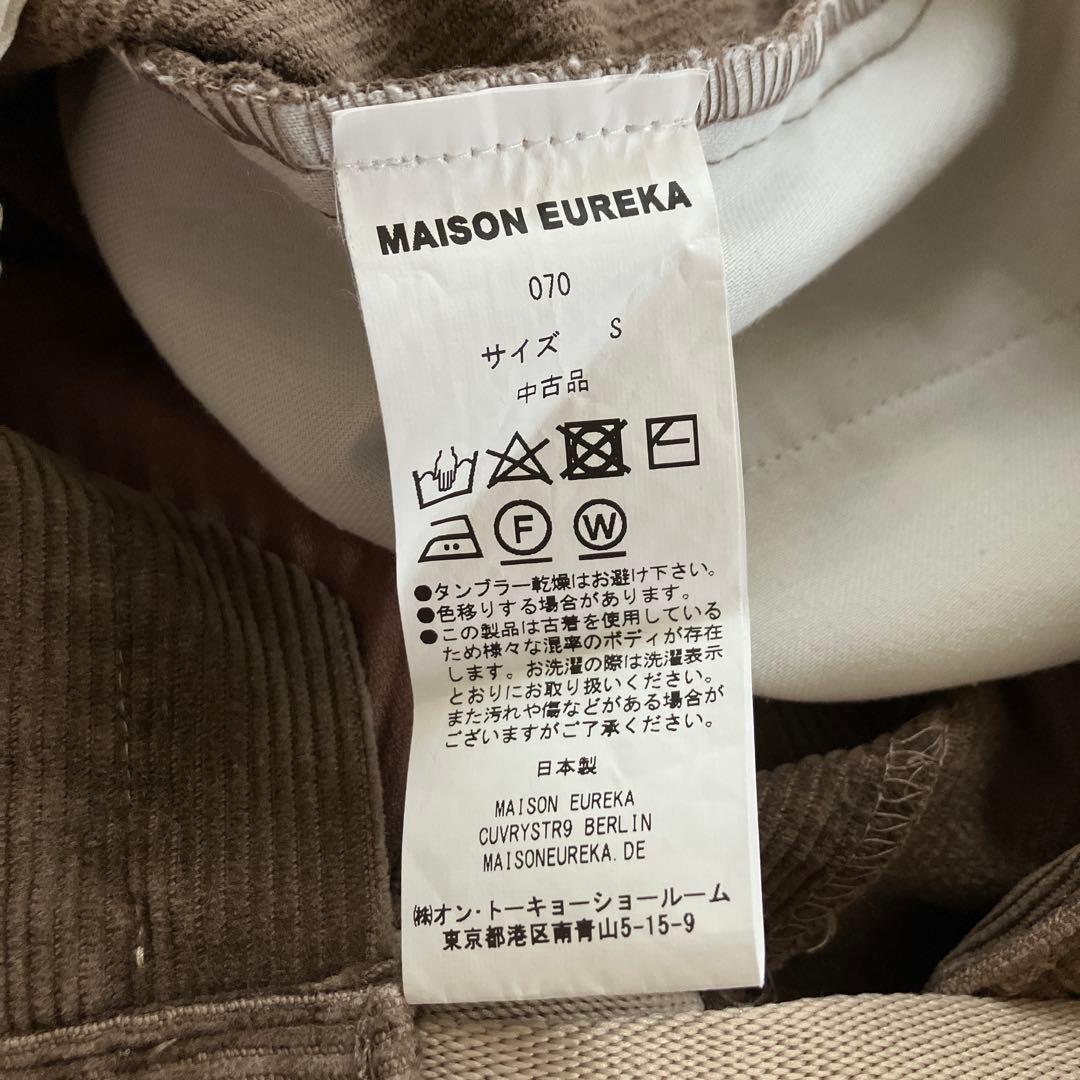 MAISON EUREKA
070
サイズ S
中古品
F W
●タンブラー乾燥はお避け下さい。
●色移りする場合があります。
●この製品は古着を使用している
ため様々な混率のボディが存在
します。お洗濯の際は洗濯表示
とおりにお取り扱いください。
また汚れや傷などがある場合が
ございますがご了承ください。
日本製
MAISON EUREKA
CUVRYSTR9 BERLIN
MAISONEUREKA.DE
㈱オン・トーキョーショールーム
東京都港区南青山5-15-9